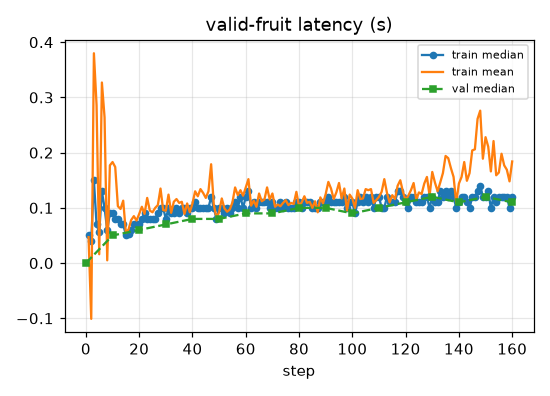 valid-fruit latency (s)
train median
train mean
val median
0.4
0.3
0.2
0.1
0.0
−0.1
0 20 40 60 80 100 120 140 160
step